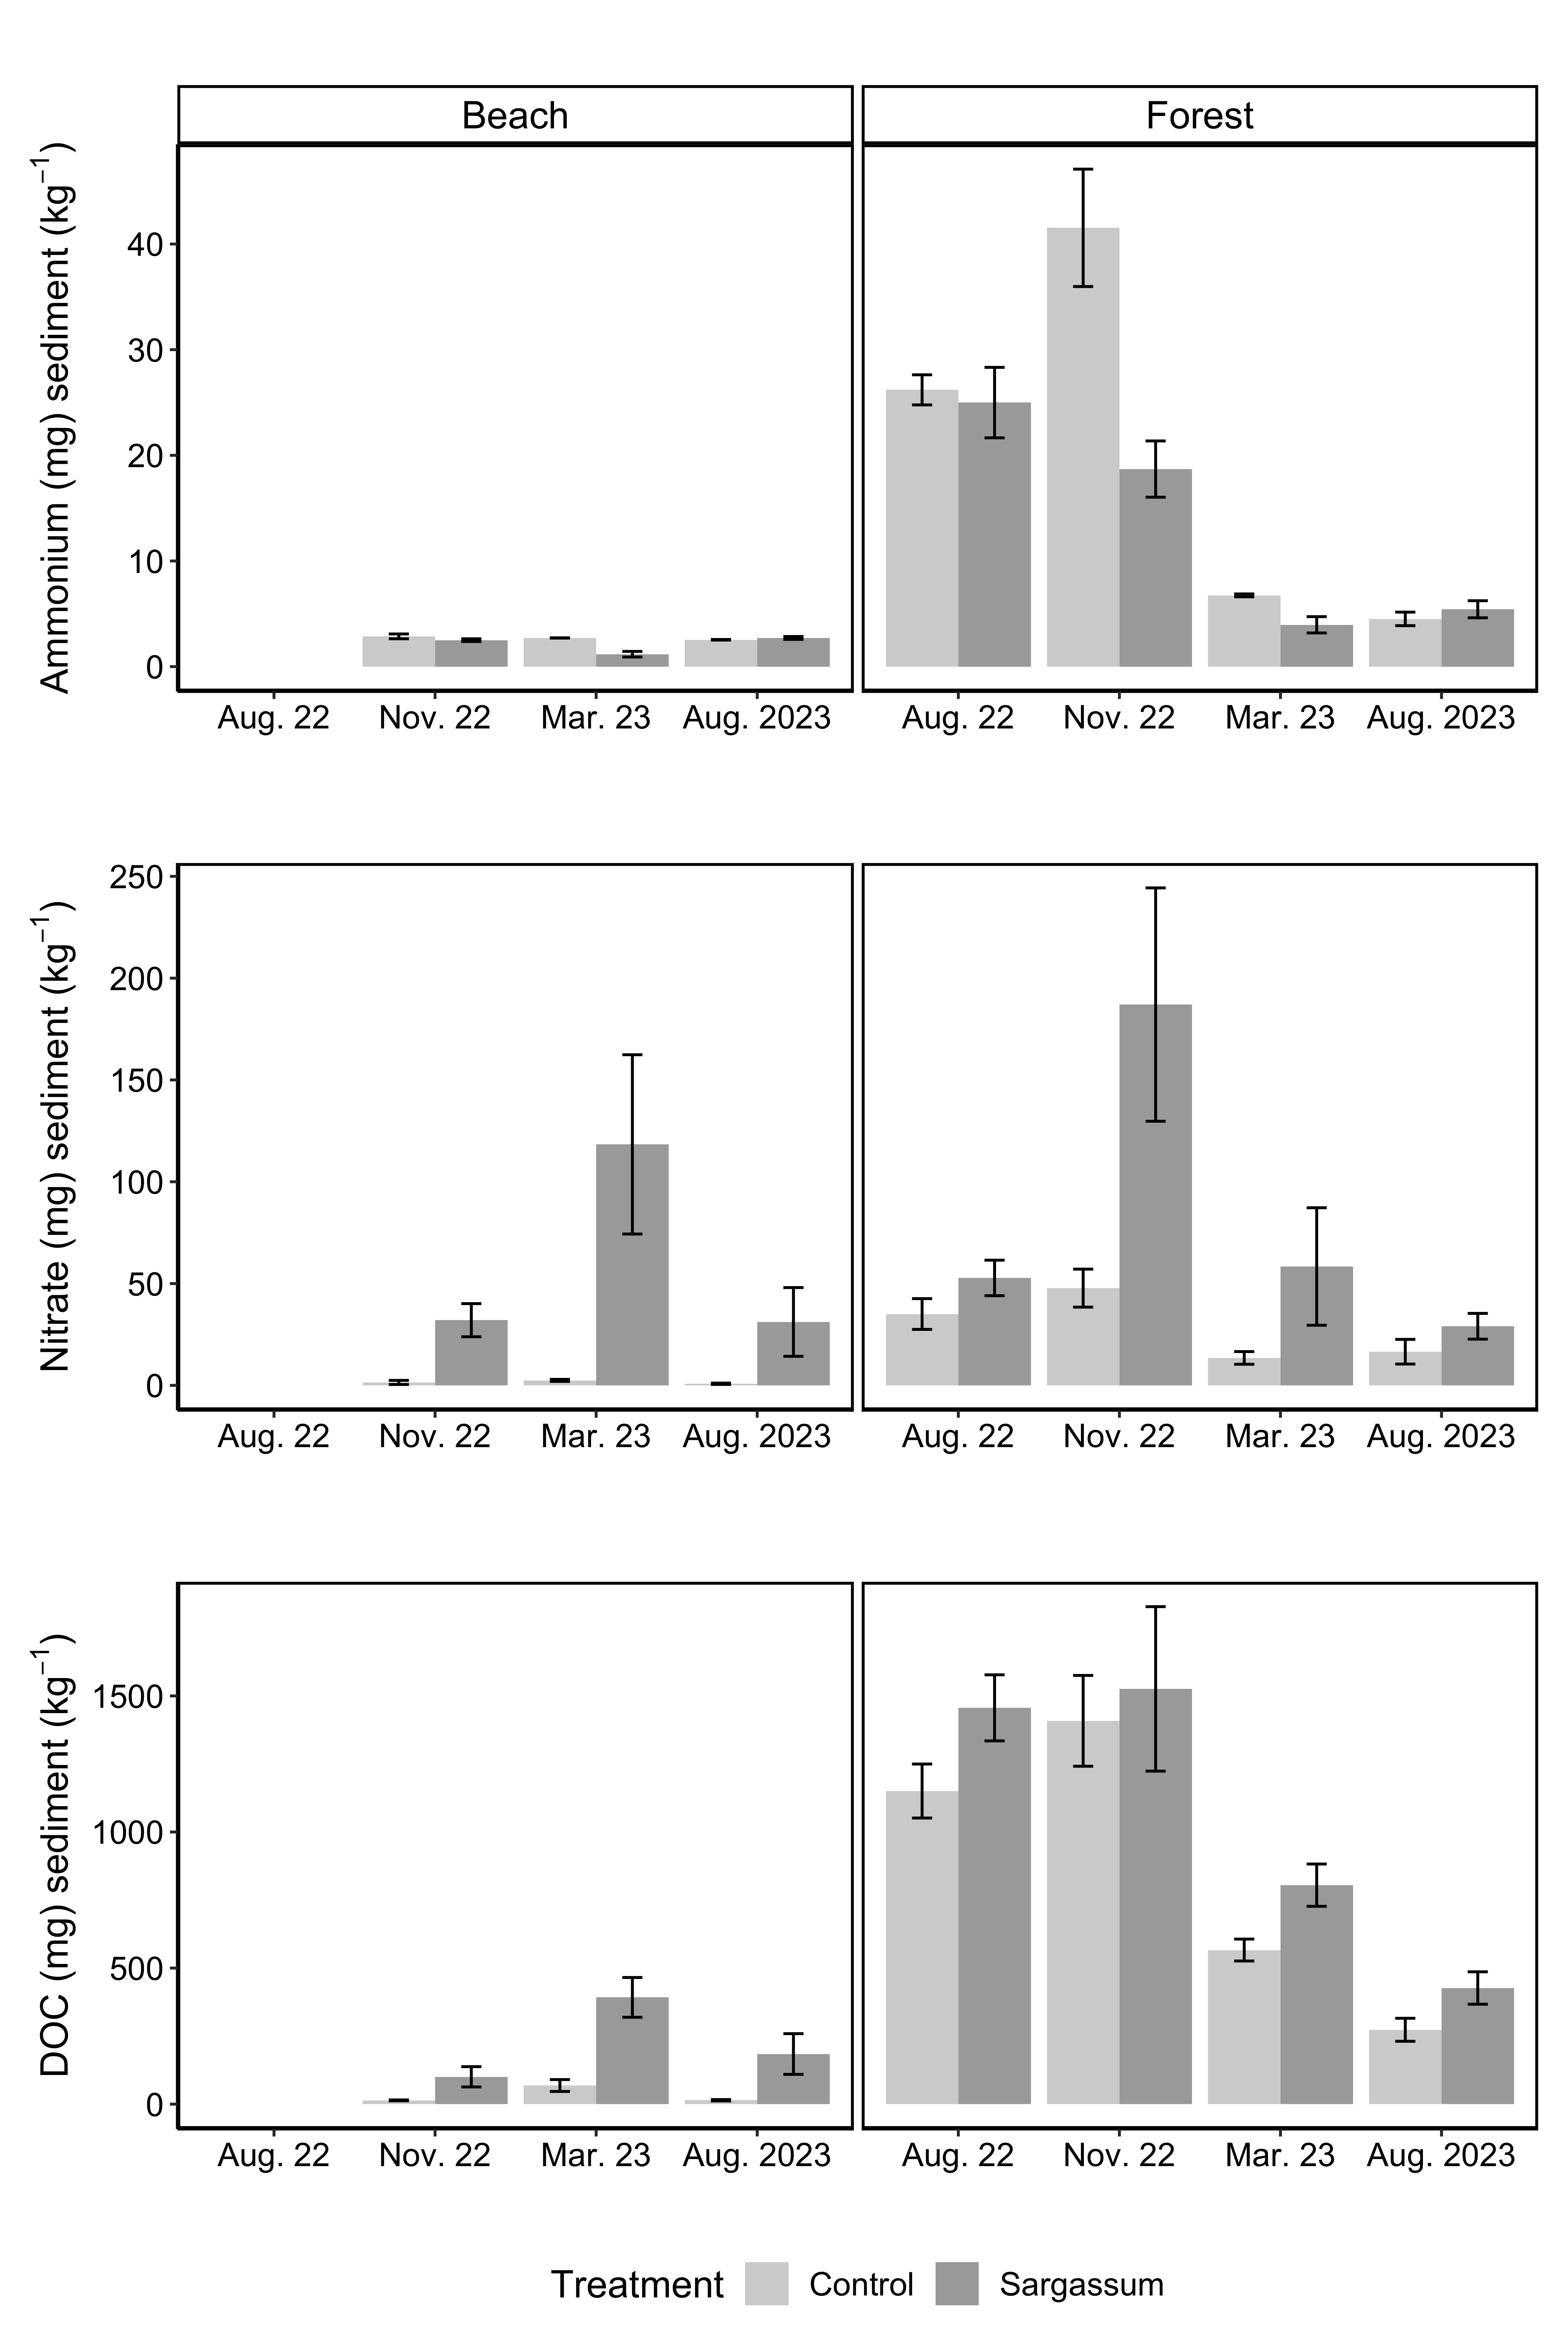 Beach Forest
Ammonium (mg) sediment (kg⁻¹)
40
30
20
10
0
Aug. 22 Nov. 22 Mar. 23 Aug. 2023 Aug. 22 Nov. 22 Mar. 23 Aug. 2023
Nitrate (mg) sediment (kg⁻¹)
250
200
150
100
50
0
Aug. 22 Nov. 22 Mar. 23 Aug. 2023 Aug. 22 Nov. 22 Mar. 23 Aug. 2023
DOC (mg) sediment (kg⁻¹)
1500
1000
500
0
Aug. 22 Nov. 22 Mar. 23 Aug. 2023 Aug. 22 Nov. 22 Mar. 23 Aug. 2023
Treatment Control Sargassum